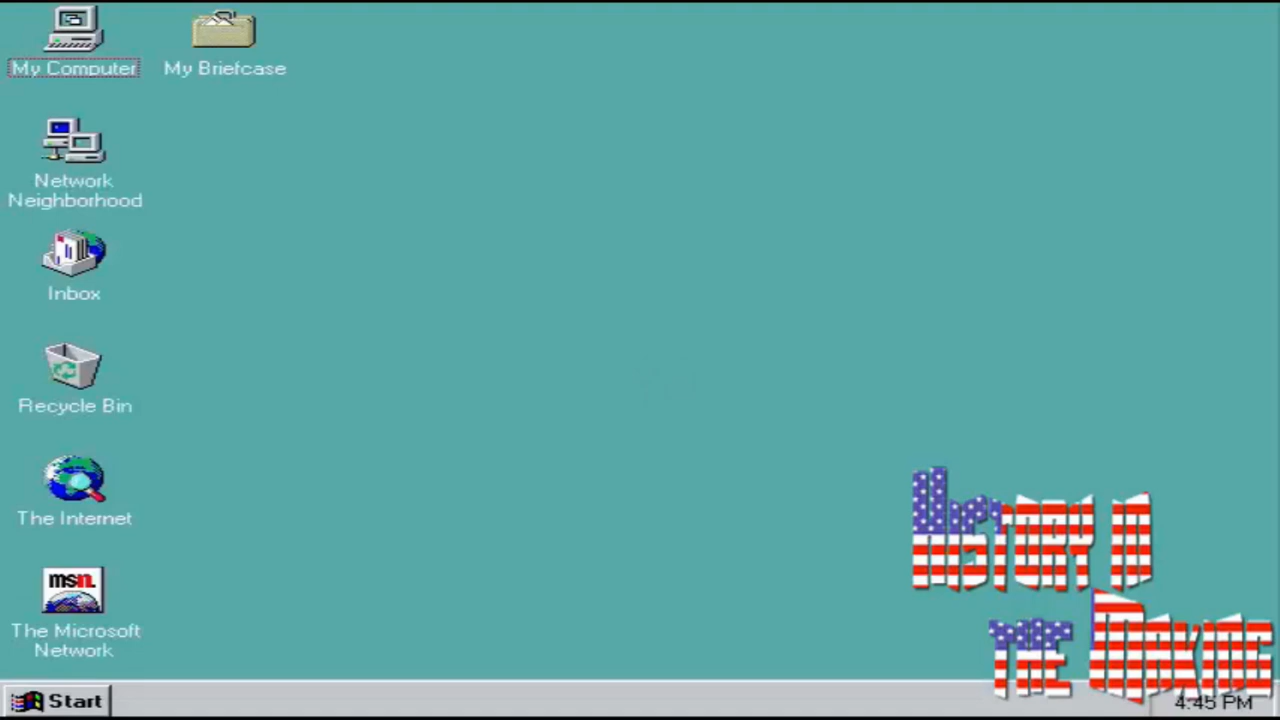 My Computer
My Briefcase
Network
Neighborhood
Inbox
Recycle Bin
The Internet
msn.
The Microsoft
Network
History in
the Making
Start
4:45 PM